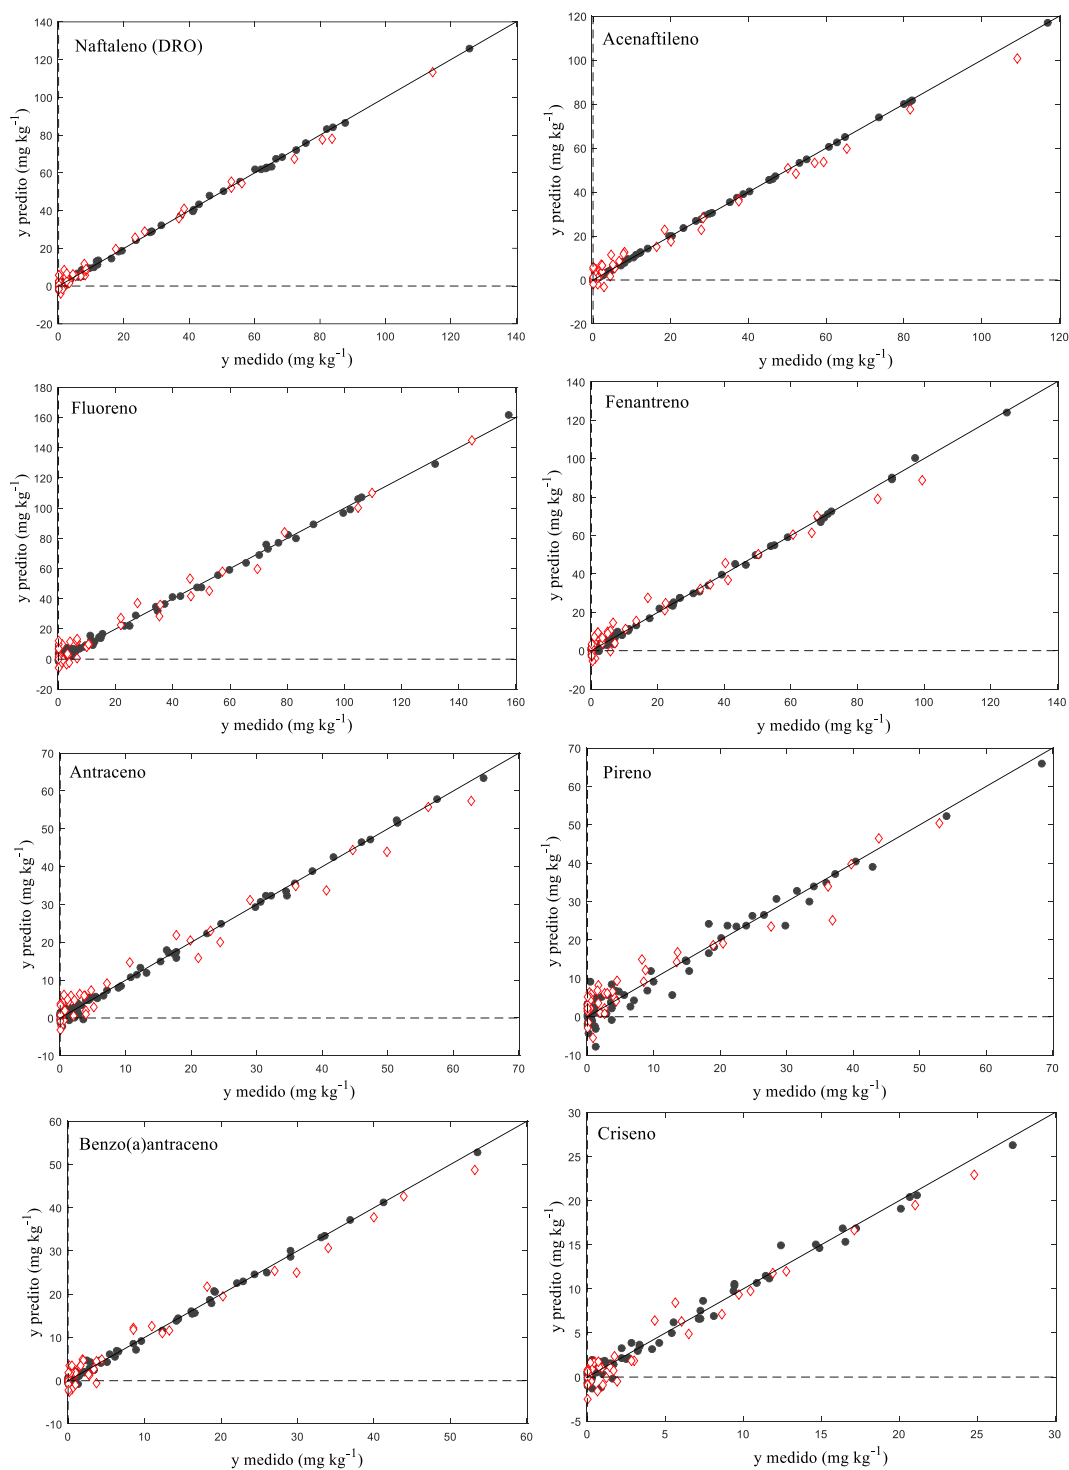 Naftaleno (DRO)
y predito (mg kg-1)
140
120
100
80
60
40
20
0
-20
0 20 40 60 80 100 120 140
y medido (mg kg-1)
Acenaftileno
y predito (mg kg-1)
120
100
80
60
40
20
0
-20
0 20 40 60 80 100 120
y medido (mg kg-1)
Fluoreno
y predito (mg kg-1)
180
160
140
120
100
80
60
40
20
0
-20
0 20 40 60 80 100 120 140 160
y medido (mg kg-1)
Fenantreno
y predito (mg kg-1)
140
120
100
80
60
40
20
0
-20
0 20 40 60 80 100 120 140
y medido (mg kg-1)
Antraceno
y predito (mg kg-1)
70
60
50
40
30
20
10
0
-10
0 10 20 30 40 50 60 70
y medido (mg kg-1)
Pireno
y predito (mg kg-1)
70
60
50
40
30
20
10
0
-10
0 10 20 30 40 50 60 70
y medido (mg kg-1)
Benzo(a)antraceno
y predito (mg kg-1)
60
50
40
30
20
10
0
-10
0 10 20 30 40 50 60
y medido (mg kg-1)
Criseno
y predito (mg kg-1)
30
25
20
15
10
5
0
-5
0 5 10 15 20 25 30
y medido (mg kg-1)